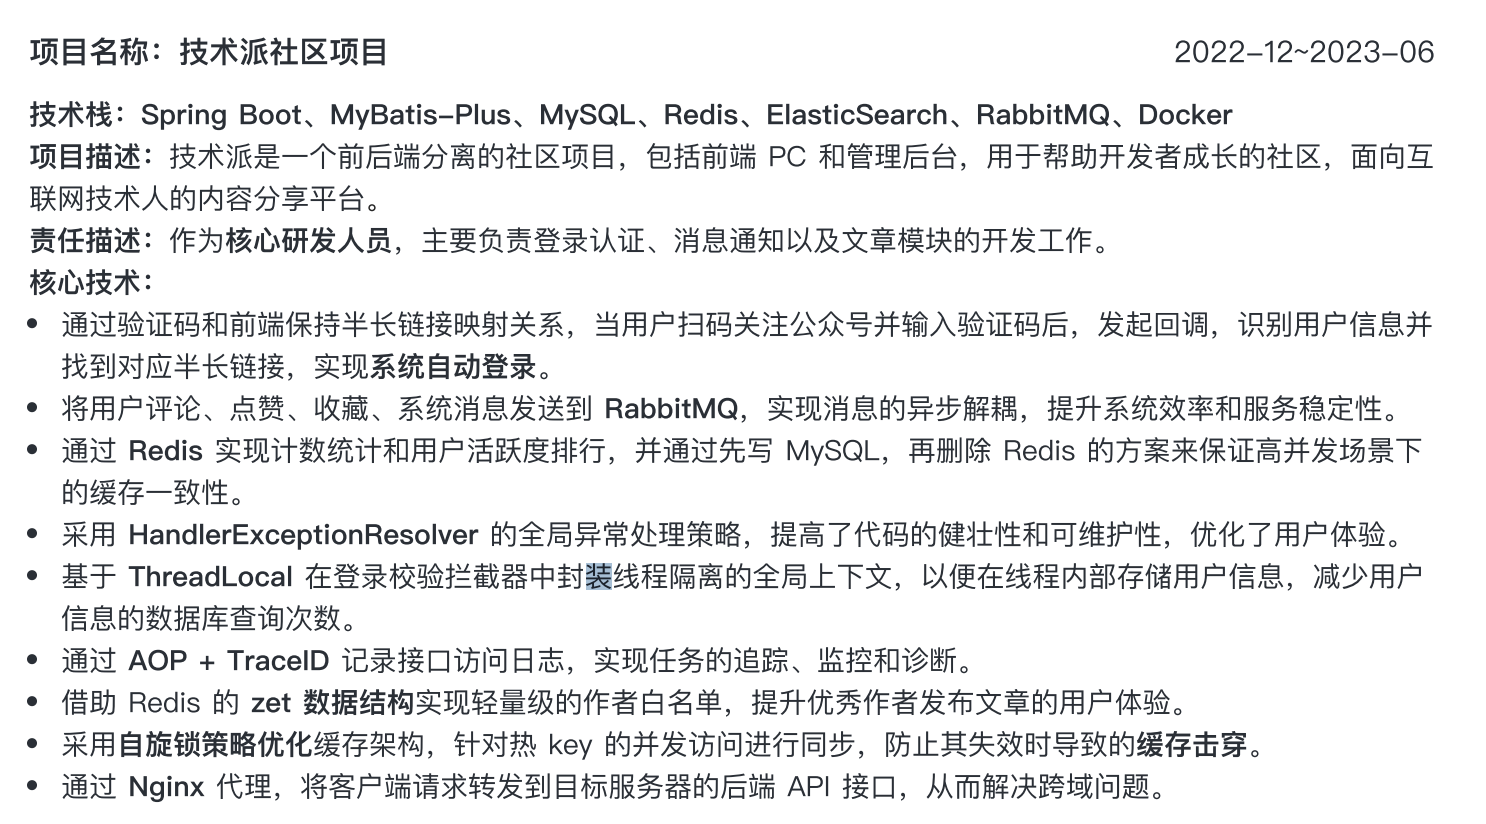 项目名称：技术派社区项目 2022-12~2023-06
技术栈：Spring Boot、MyBatis-Plus、MySQL、Redis、ElasticSearch、RabbitMQ、Docker
项目描述：技术派是一个前后端分离的社区项目，包括前端 PC 和管理后台，用于帮助开发者成长的社区，面向互
联网技术人的内容分享平台。
责任描述：作为核心研发人员，主要负责登录认证、消息通知以及文章模块的开发工作。
核心技术：
• 通过验证码和前端保持半长链接映射关系，当用户扫码关注公众号并输入验证码后，发起回调，识别用户信息并
找到对应半长链接，实现系统自动登录。
• 将用户评论、点赞、收藏、系统消息发送到 RabbitMQ，实现消息的异步解耦，提升系统效率和服务稳定性。
• 通过 Redis 实现计数统计和用户活跃度排行，并通过先写 MySQL，再删除 Redis 的方案来保证高并发场景下
的缓存一致性。
• 采用 HandlerExceptionResolver 的全局异常处理策略，提高了代码的健壮性和可维护性，优化了用户体验。
• 基于 ThreadLocal 在登录校验拦截器中封装线程隔离的全局上下文，以便在线程内部存储用户信息，减少用户
信息的数据库查询次数。
• 通过 AOP + TraceID 记录接口访问日志，实现任务的追踪、监控和诊断。
• 借助 Redis 的 zet 数据结构实现轻量级的作者白名单，提升优秀作者发布文章的用户体验。
• 采用自旋锁策略优化缓存架构，针对热 key 的并发访问进行同步，防止其失效时导致的缓存击穿。
• 通过 Nginx 代理，将客户端请求转发到目标服务器的后端 API 接口，从而解决跨域问题。